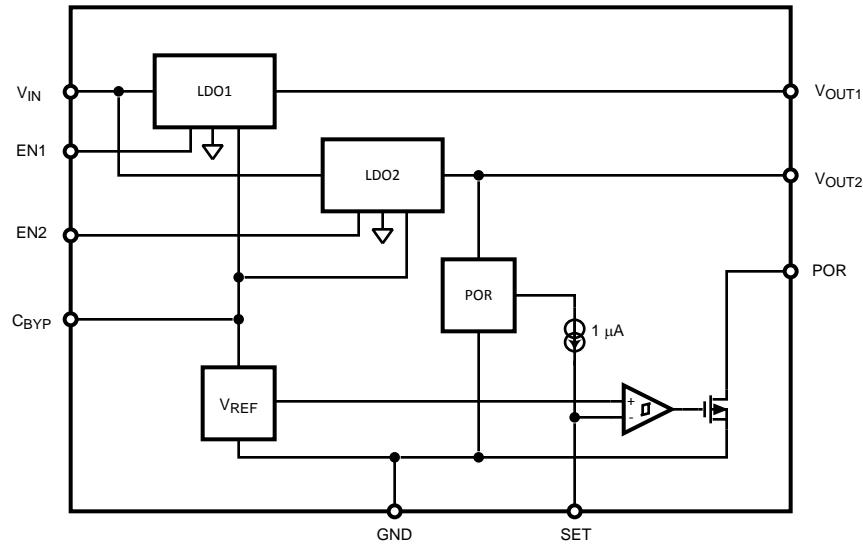 LDO1
V_IN
V_OUT1
EN1
LDO2
V_OUT2
EN2
POR
POR
C_BYP
1 μA
V_REF
+
-
GND
SET